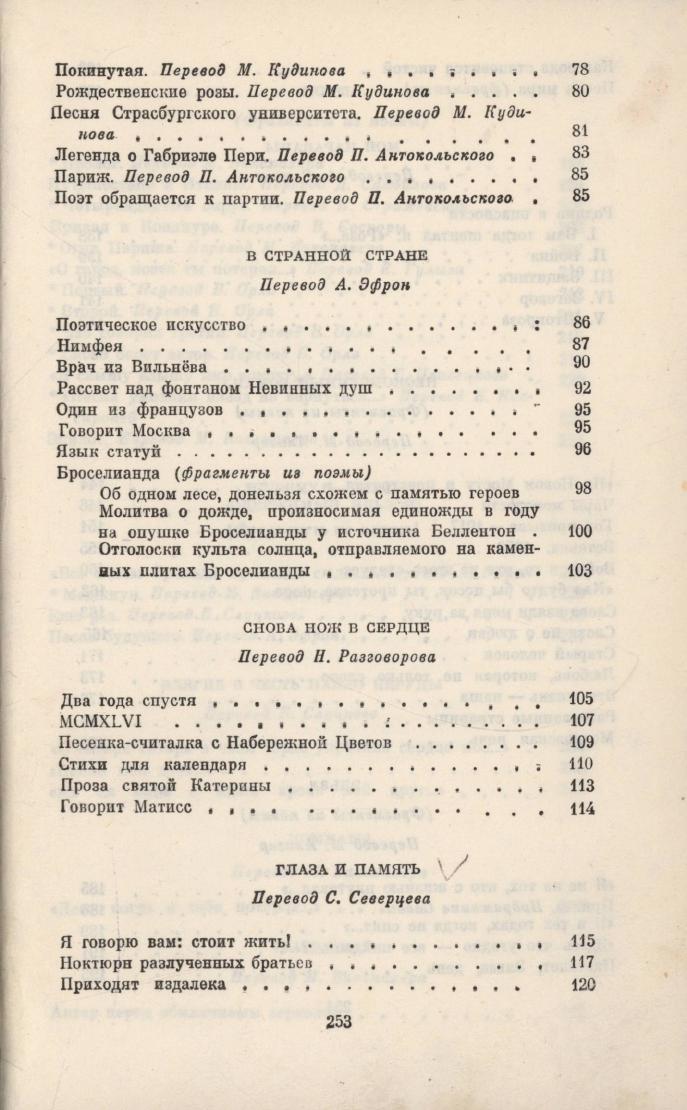 Покинутая. Перевод М. Кудинова . . . . . . . . 78
Рождественские розы. Перевод М. Кудинова . . . . . 80
Песня Страсбургского университета. Перевод М. Куди-
нова . . . . . . . . . . . . . . . . . 81
Легенда о Габриэле Пери. Перевод П. Антокольского . . 83
Париж. Перевод П. Антокольского . . . . . . . . . 85
Поэт обращается к партии. Перевод П. Антокольского . 85
В СТРАННОЙ СТРАНЕ
Перевод А. Эфрон
Поэтическое искусство . . . . . . . . . . . . . : 86
Нимфея . . . . . . . . . . . . . . . . 87
Врач из Вильнёва . . . . . . . . . . . . . . . 90
Рассвет над фонтаном Невинных душ . . . . . . . . 92
Один из французов . . . . . . . . . . . . . . 95
Говорит Москва . . . . . . . . . . . . . . . . 95
Язык статуй . . . . . . . . . . . . . . . . . 96
Броселианда (фрагменты из поэмы)
Об одном лесе, донельзя схожем с памятью героев 98
Молитва о дожде, произносимая единожды в году
на опушке Броселианды у источника Беллентон . 100
Отголоски культа солнца, отправляемого на камен-
ных плитах Броселианды . . . . . . . . . . . 103
СНОВА НОЖ В СЕРДЦЕ
Перевод Н. Разговорова
Два года спустя . . . . . . . . . . . . . . . . 105
MCMXLVI . . . . . . . . . . . . . . . . . 107
Песенка-считалка с Набережной Цветов . . . . . . . 109
Стихи для календаря . . . . . . . . . . . . . . 110
Проза святой Катерины . . . . . . . . . . . . . 113
Говорит Матисс . . . . . . . . . . . . . . . . 114
ГЛАЗА И ПАМЯТЬ
Перевод С. Северцева
Я говорю вам: стоит жить! . . . . . . . . . . . . 115
Ноктюрн разлученных братьев . . . . . . . . . . . 117
Приходят издалека . . . . . . . . . . . . . . 120
253